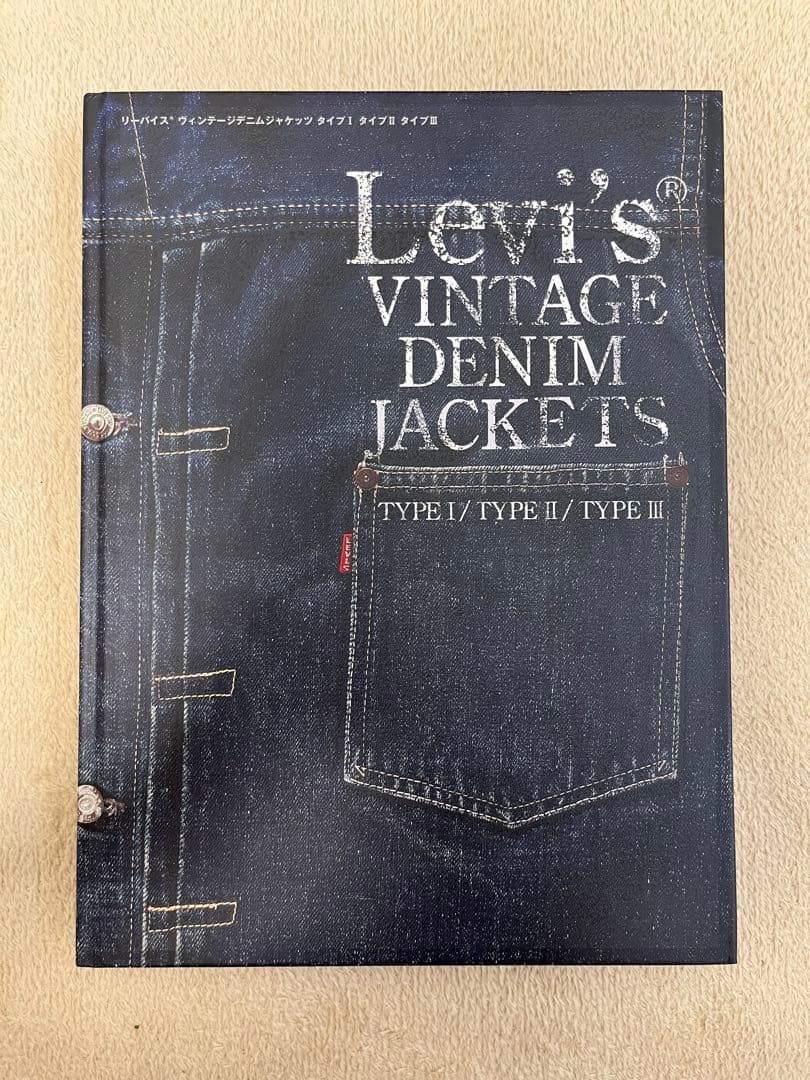 リーバイス® ヴィンテージデニムジャケッツ タイプⅠ タイプⅡ タイプⅢ
Levi's®
VINTAGE
DENIM
JACKETS
TYPE Ⅰ/ TYPE Ⅱ/ TYPE Ⅲ
LEVI'S